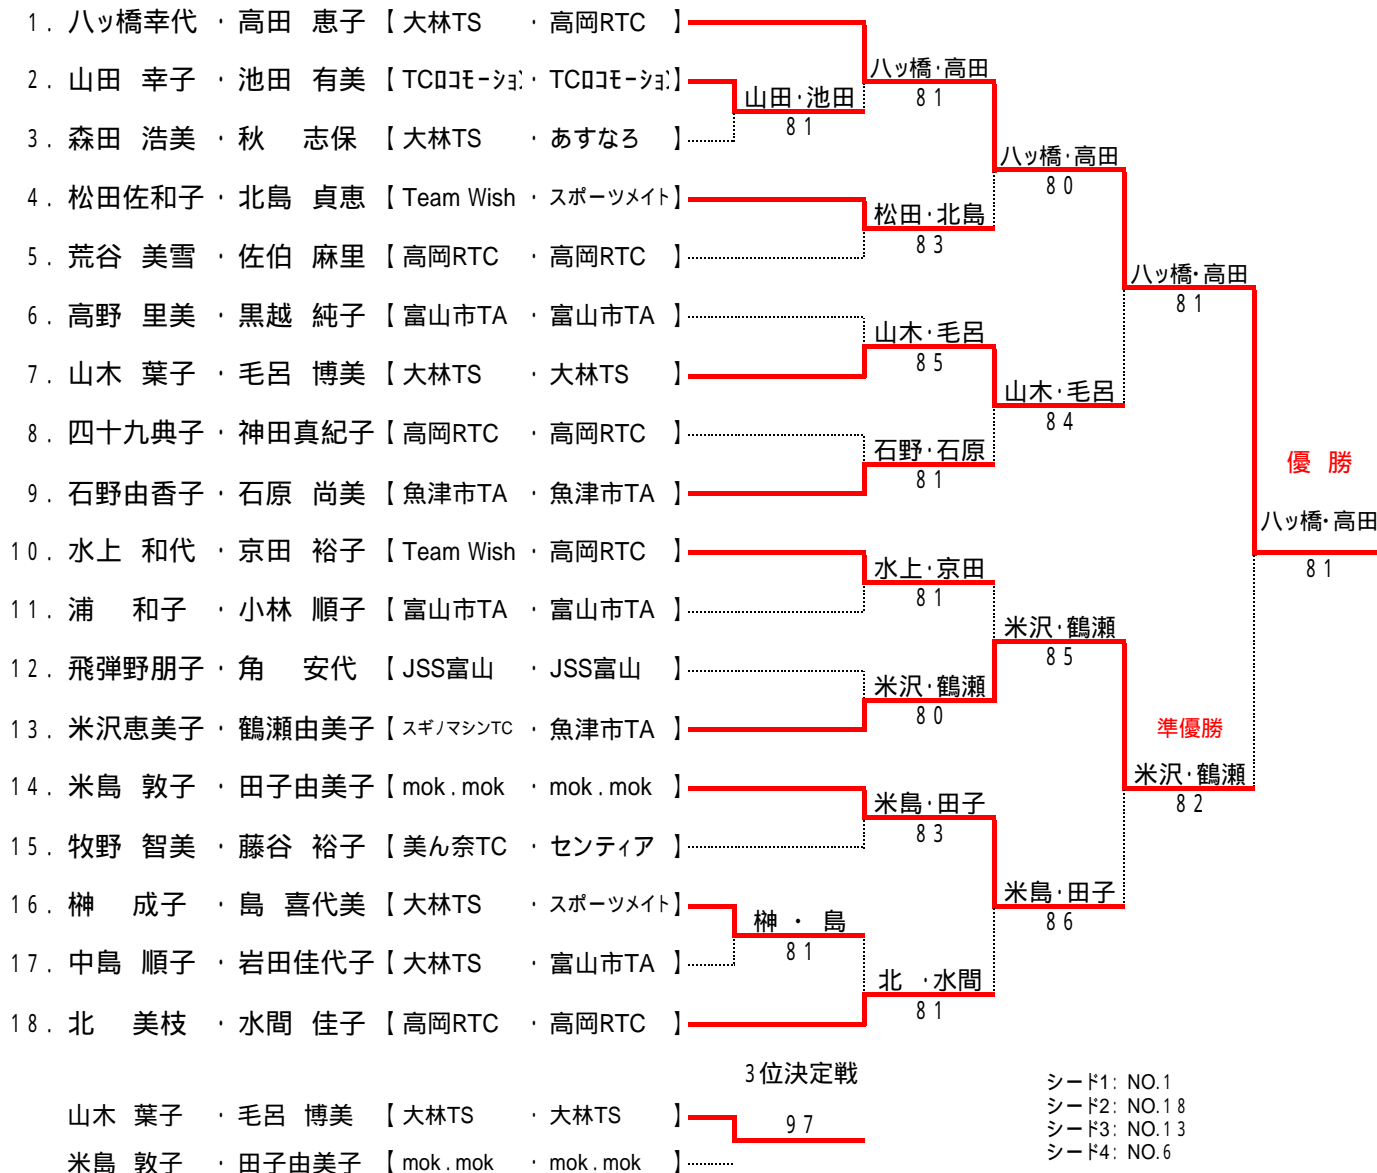 1. 八ッ橋幸代 ・ 高田 恵子 【 大林TS ・ 高岡RTC 】
八ッ橋・高田
2. 山田 幸子 ・ 池田 有美 【 TCロコモーション ・ TCロコモーション 】
山田・池田
81
81
3. 森田 浩美 ・ 秋 志保 【 大林TS ・ あすなろ 】
八ッ橋・高田
80
4. 松田佐和子 ・ 北島 貞恵 【 Team Wish ・ スポーツメイト 】
松田・北島
83
5. 荒谷 美雪 ・ 佐伯 麻里 【 高岡RTC ・ 高岡RTC 】
八ッ橋・高田
81
6. 高野 里美 ・ 黒越 純子 【 富山市TA ・ 富山市TA 】
山木・毛呂
85
7. 山木 葉子 ・ 毛呂 博美 【 大林TS ・ 大林TS 】
山木・毛呂
84
8. 四十九典子 ・ 神田真紀子 【 高岡RTC ・ 高岡RTC 】
石野・石原
81
優 勝
9. 石野由香子 ・ 石原 尚美 【 魚津市TA ・ 魚津市TA 】
八ッ橋・高田
81
10. 水上 和代 ・ 京田 裕子 【 Team Wish ・ 高岡RTC 】
水上・京田
81
11. 浦 和子 ・ 小林 順子 【 富山市TA ・ 富山市TA 】
米沢・鶴瀬
85
12. 飛弾野朋子 ・ 角 安代 【 JSS富山 ・ JSS富山 】
米沢・鶴瀬
80
13. 米沢恵美子 ・ 鶴瀬由美子 【 スギノマシンTC ・ 魚津市TA 】
準優勝
米沢・鶴瀬
82
14. 米島 敦子 ・ 田子由美子 【 mok.mok ・ mok.mok 】
米島・田子
83
15. 牧野 智美 ・ 藤谷 裕子 【 美ん奈TC ・ センティア 】
米島・田子
86
16. 榊 成子 ・ 島 喜代美 【 大林TS ・ スポーツメイト 】
榊 ・ 島
81
17. 中島 順子 ・ 岩田佳代子 【 大林TS ・ 富山市TA 】
北 ・水間
81
18. 北 美枝 ・ 水間 佳子 【 高岡RTC ・ 高岡RTC 】
3位決定戦
山木 葉子 ・ 毛呂 博美 【 大林TS ・ 大林TS 】
97
米島 敦子 ・ 田子由美子 【 mok.mok ・ mok.mok 】
シード1: NO.1
シード2: NO.18
シード3: NO.13
シード4: NO.6